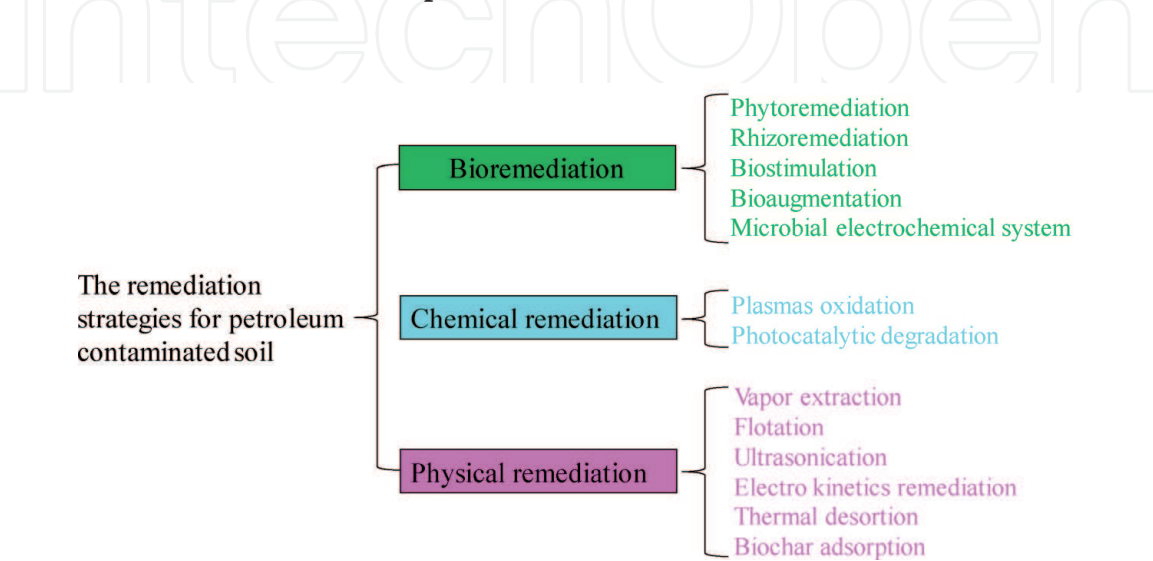 IntechOpen
The remediation
strategies for petroleum
contaminated soil
Bioremediation
Phytoremediation
Rhizoremediation
Biostimulation
Bioaugmentation
Microbial electrochemical system
Chemical remediation
Plasmas oxidation
Photocatalytic degradation
Physical remediation
Vapor extraction
Flotation
Ultrasonication
Electro kinetics remediation
Thermal desortion
Biochar adsorption